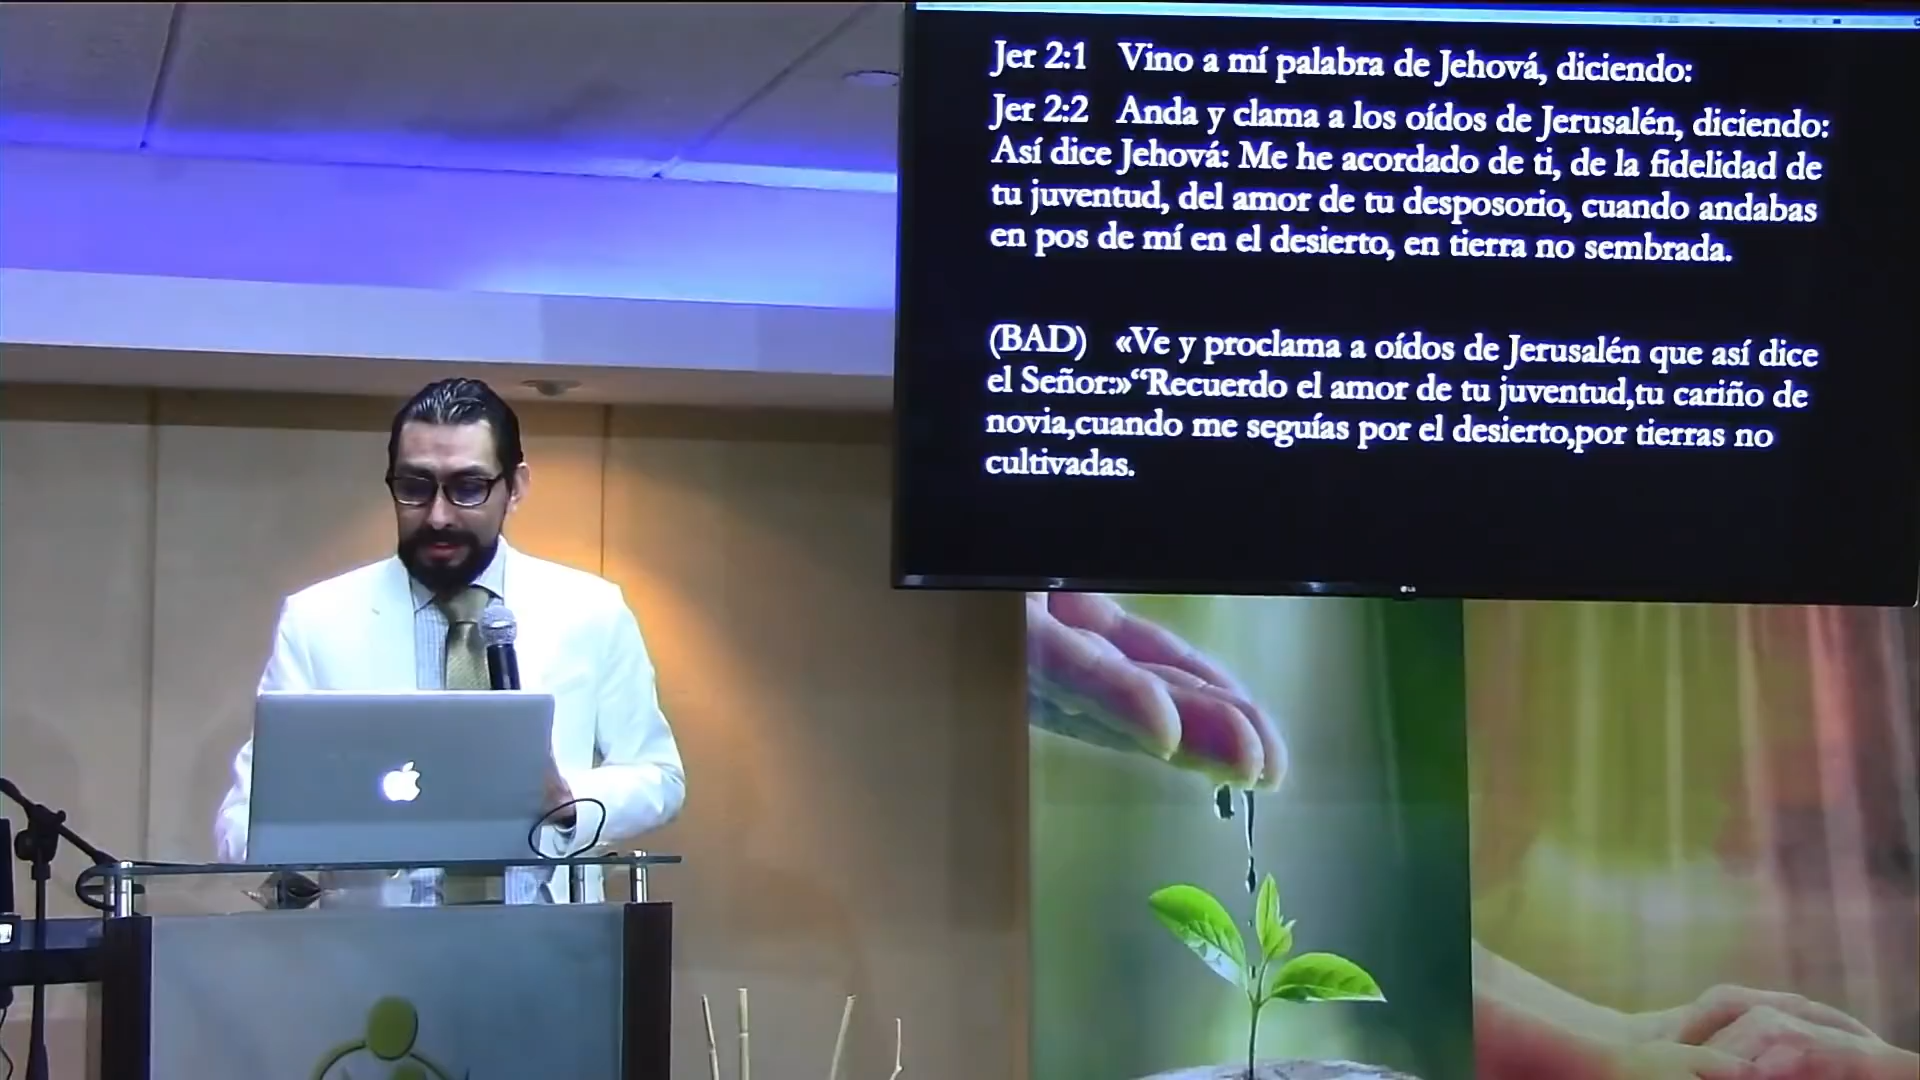 Jer 2:1 Vino a mí palabra de Jehová, diciendo:
Jer 2:2 Anda y clama a los oídos de Jerusalén, diciendo:
Así dice Jehová: Me he acordado de ti, de la fidelidad de
tu juventud, del amor de tu desposorio, cuando andabas
en pos de mí en el desierto, en tierra no sembrada.
(BAD) «Ve y proclama a oídos de Jerusalén que así dice
el Señor:»“Recuerdo el amor de tu juventud,tu cariño de
novia,cuando me seguías por el desierto,por tierras no
cultivadas.
LG